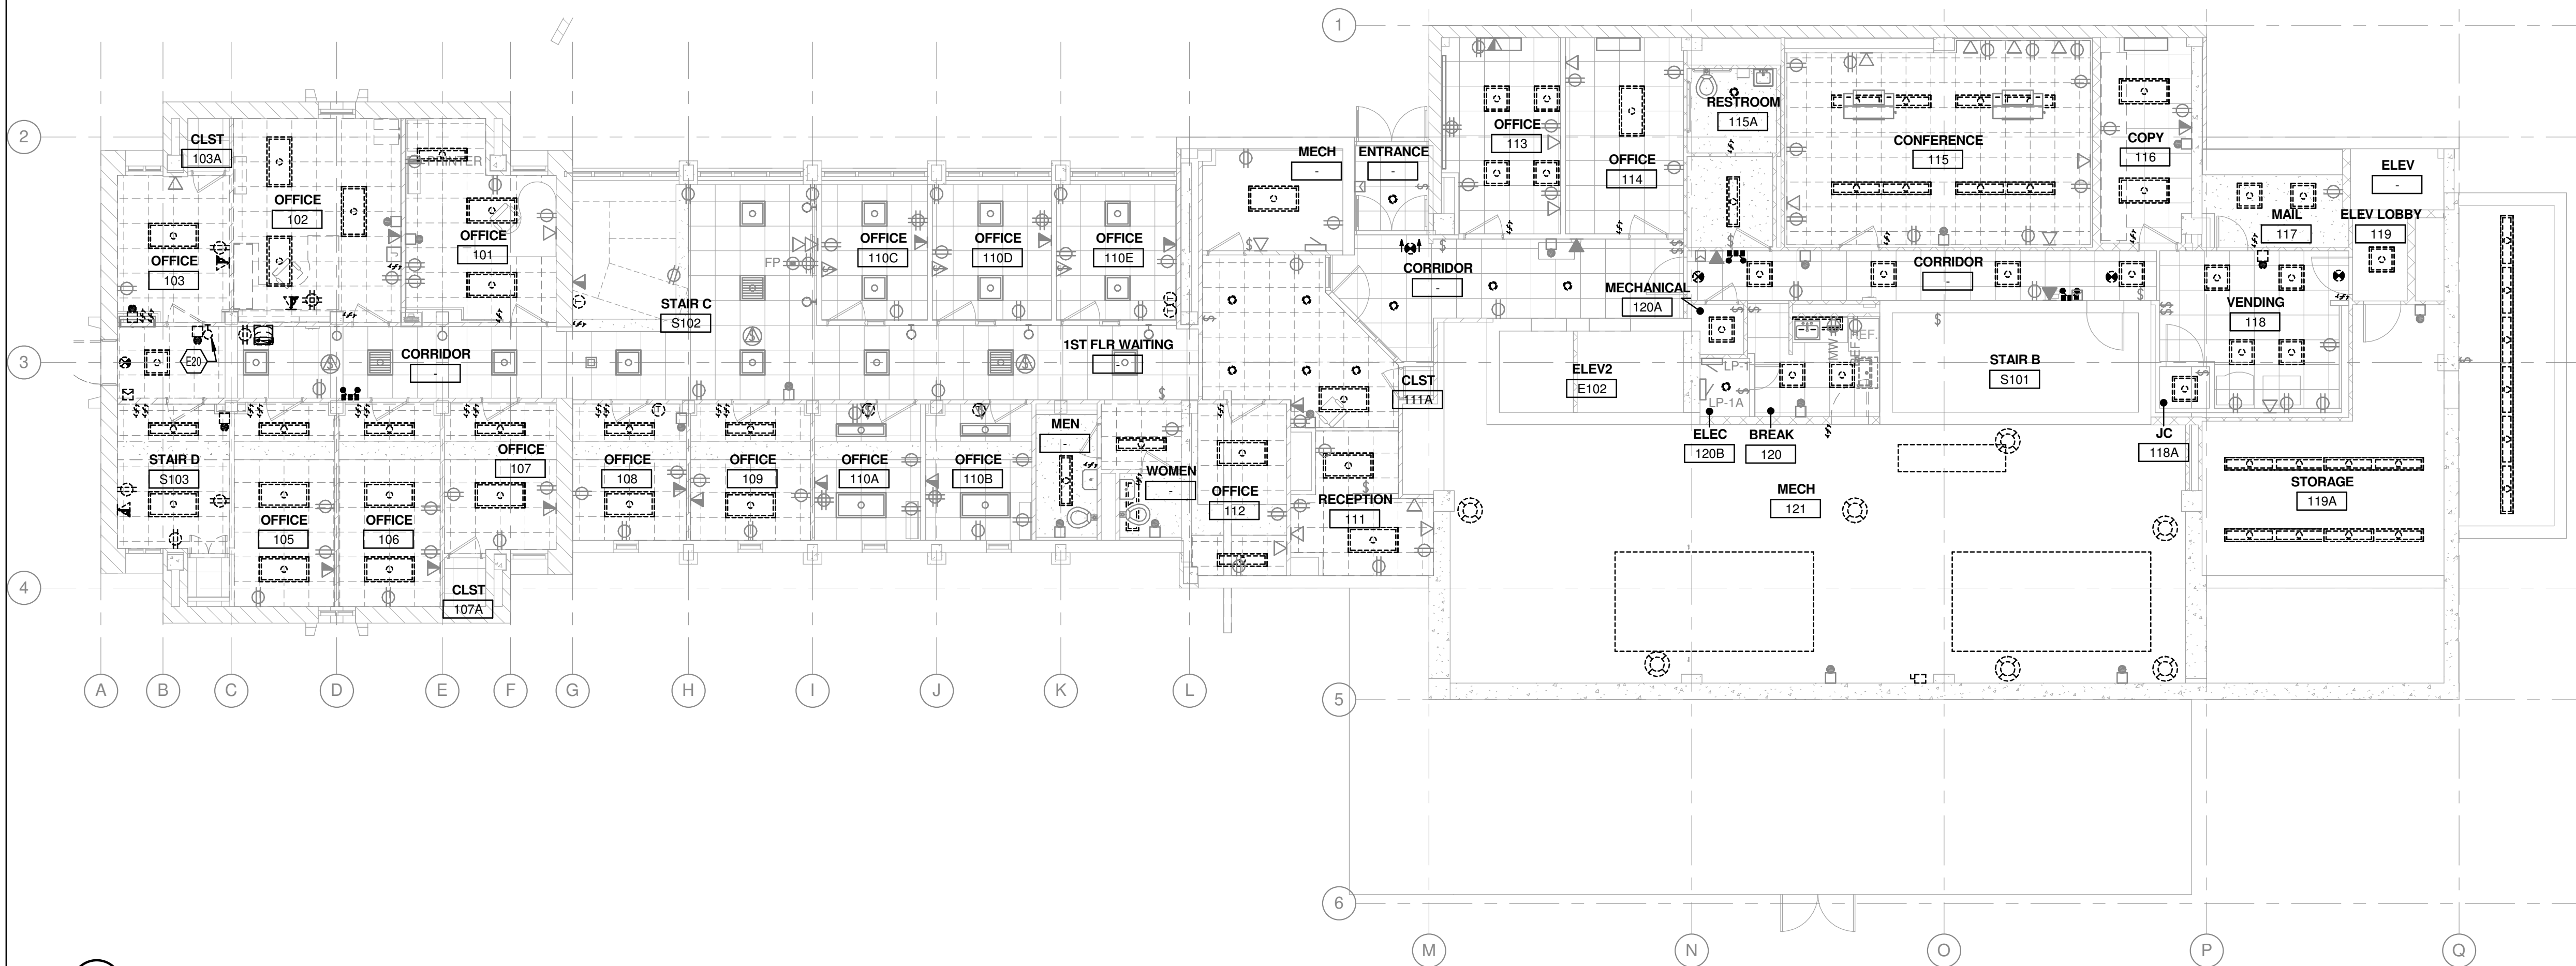 1
2
CLST
103A
OFFICE
102
OFFICE
103
PRINTER
OFFICE
101
FP
STAIR C
S102
OFFICE
110C
OFFICE
110D
OFFICE
110E
MECH
-
ENTRANCE
-
OFFICE
113
OFFICE
114
RESTROOM
115A
CONFERENCE
115
COPY
116
ELEV
-
MAIL
117
ELEV LOBBY
119
CORRIDOR
-
MECHANICAL
120A
CORRIDOR
-
VENDING
118
3
E20
CORRIDOR
-
1ST FLR WAITING
-
CLST
111A
ELEV2
E102
LP-1
LP-1A
MW
REF.
REF.
STAIR B
S101
ELEC
120B
BREAK
120
JC
118A
STAIR D
S103
OFFICE
105
OFFICE
106
OFFICE
107
OFFICE
108
OFFICE
109
OFFICE
110A
OFFICE
110B
MEN
-
WOMEN
-
OFFICE
112
RECEPTION
111
MECH
121
STORAGE
119A
4
CLST
107A
A
B
C
D
E
F
G
H
I
J
K
L
5
6
M
N
O
P
Q